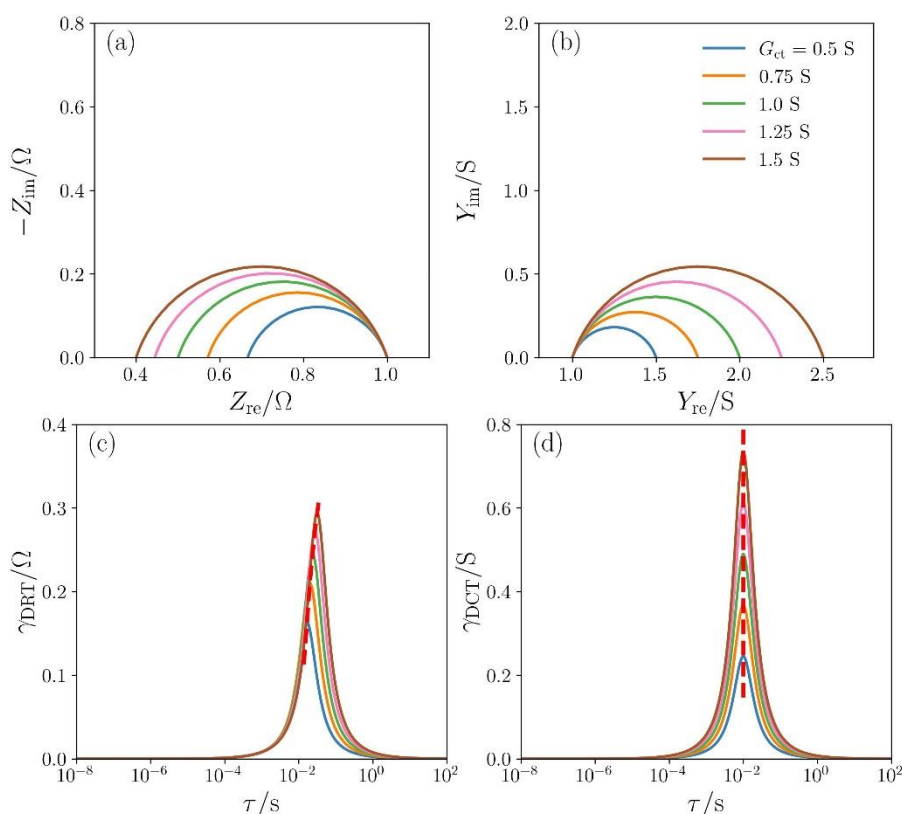 (a)
−Z_im/Ω
0.8
0.6
0.4
0.2
0.0
0.4 0.6 0.8 1.0
Z_re/Ω
(b)
Y_im/S
2.0
1.5
1.0
0.5
0.0
1.0 1.5 2.0 2.5
Y_re/S
G_ct = 0.5 S
0.75 S
1.0 S
1.25 S
1.5 S
(c)
γ_DRT/Ω
0.4
0.3
0.2
0.1
0.0
10^−8 10^−6 10^−4 10^−2 10^0 10^2
τ/s
(d)
γ_DCT/S
0.8
0.6
0.4
0.2
0.0
10^−8 10^−6 10^−4 10^−2 10^0 10^2
τ/s